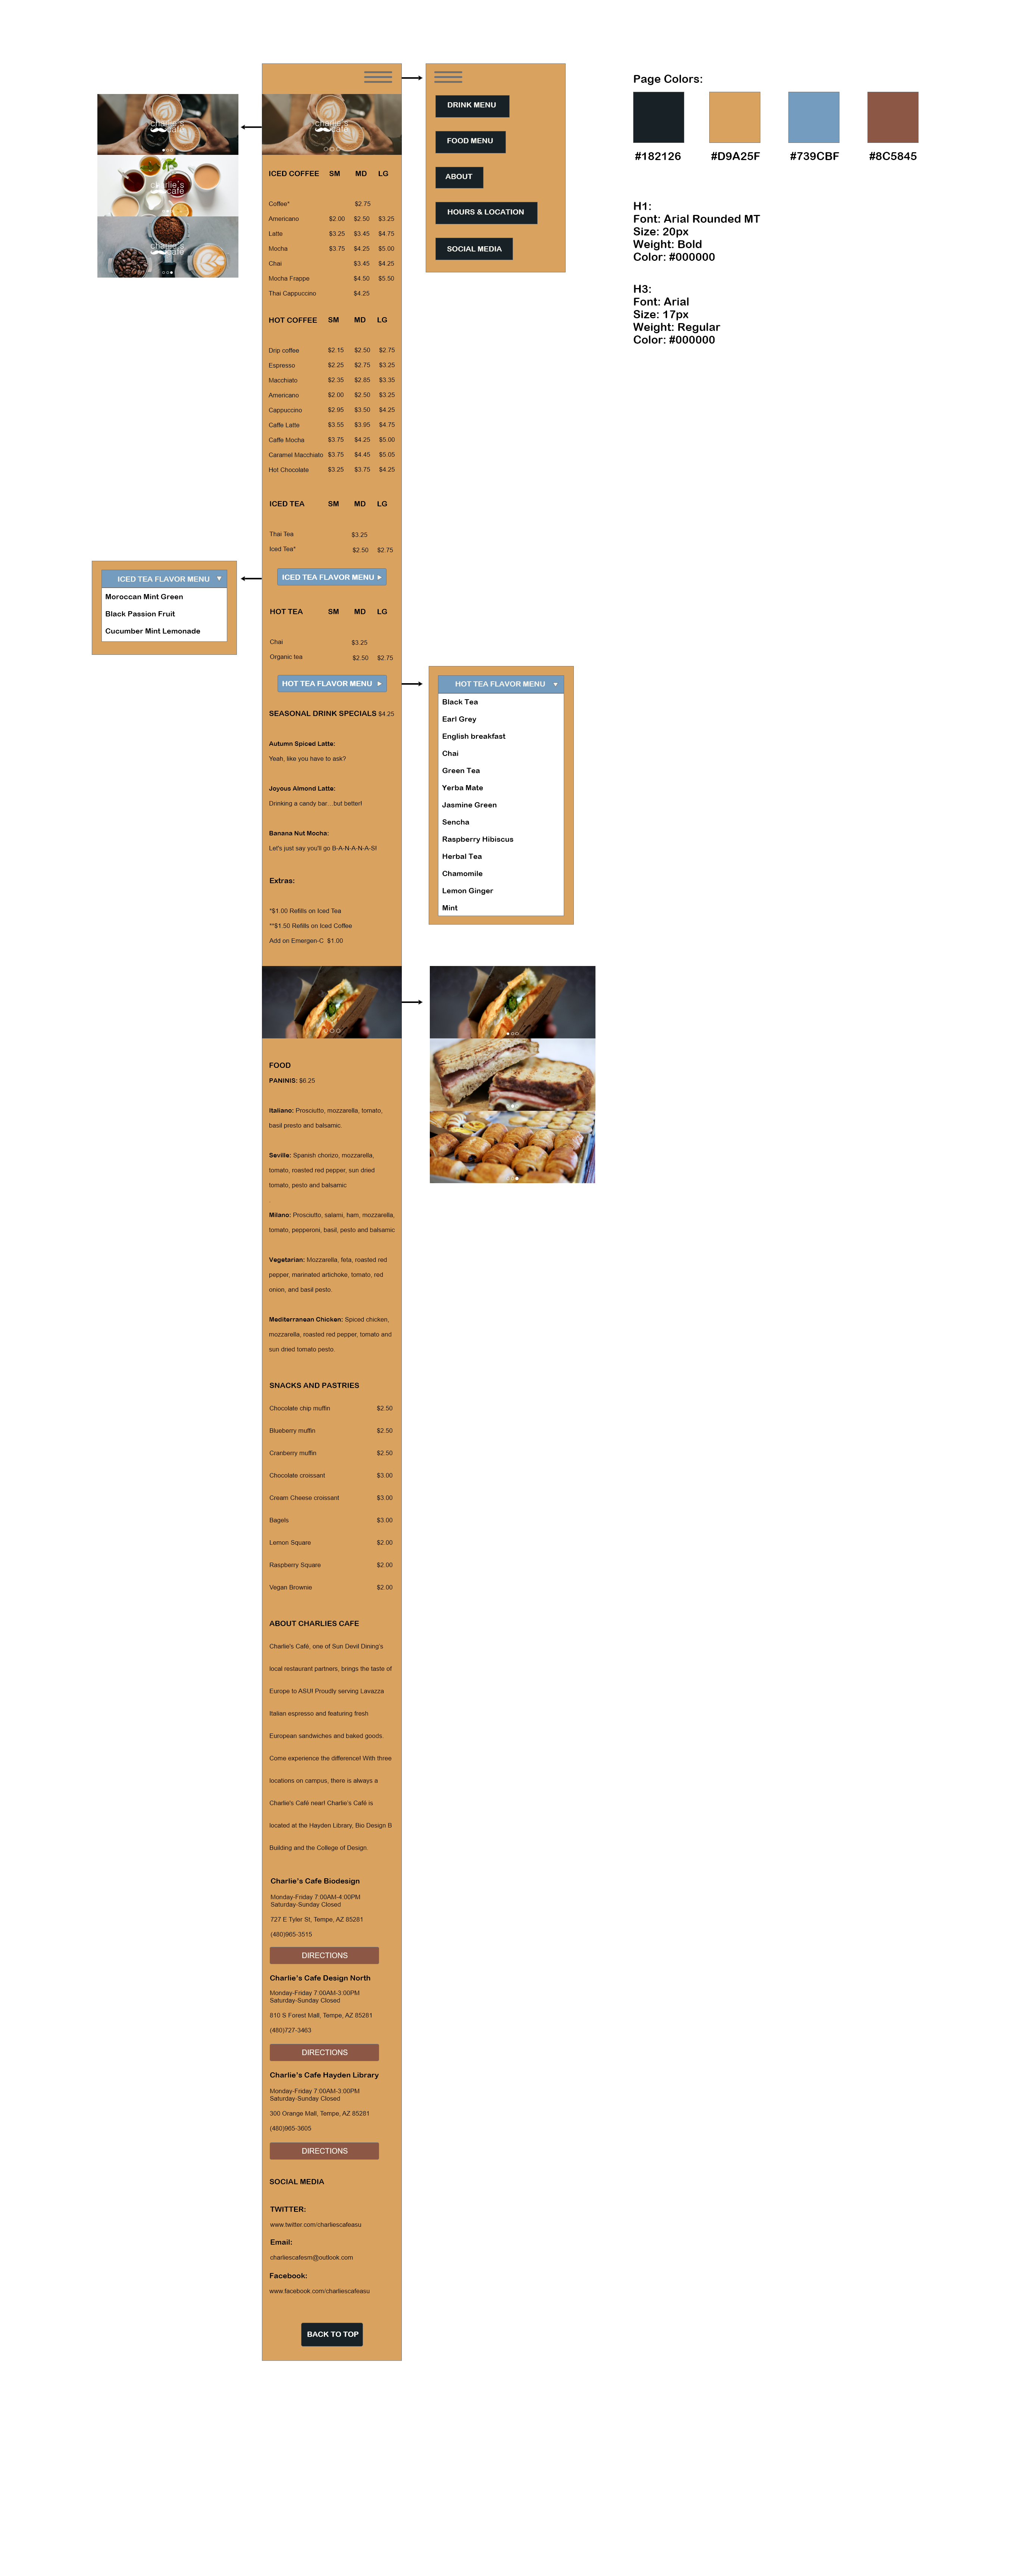 charlie's
cafe
charlie's
cafe
charlie's
cafe
charlie's
cafe
DRINK MENU
FOOD MENU
ABOUT
HOURS & LOCATION
SOCIAL MEDIA
Page Colors:
#182126 #D9A25F #739CBF #8C5845
H1:
Font: Arial Rounded MT
Size: 20px
Weight: Bold
Color: #000000
H3:
Font: Arial
Size: 17px
Weight: Regular
Color: #000000
ICED COFFEE SM MD LG
Coffee* $2.75
Americano $2.00 $2.50 $3.25
Latte $3.25 $3.45 $4.75
Mocha $3.75 $4.25 $5.00
Chai $3.45 $4.25
Mocha Frappe $4.50 $5.50
Thai Cappuccino $4.25
HOT COFFEE SM MD LG
Drip coffee $2.15 $2.50 $2.75
Espresso $2.25 $2.75 $3.25
Macchiato $2.35 $2.85 $3.35
Americano $2.00 $2.50 $3.25
Cappuccino $2.95 $3.50 $4.25
Caffe Latte $3.55 $3.95 $4.75
Caffe Mocha $3.75 $4.25 $5.00
Caramel Macchiato $3.75 $4.45 $5.05
Hot Chocolate $3.25 $3.75 $4.25
ICED TEA SM MD LG
Thai Tea $3.25
Iced Tea* $2.50 $2.75
ICED TEA FLAVOR MENU
ICED TEA FLAVOR MENU
Moroccan Mint Green
Black Passion Fruit
Cucumber Mint Lemonade
HOT TEA SM MD LG
Chai $3.25
Organic tea $2.50 $2.75
HOT TEA FLAVOR MENU
HOT TEA FLAVOR MENU
Black Tea
Earl Grey
English breakfast
Chai
Green Tea
Yerba Mate
Jasmine Green
Sencha
Raspberry Hibiscus
Herbal Tea
Chamomile
Lemon Ginger
Mint
SEASONAL DRINK SPECIALS $4.25
Autumn Spiced Latte:
Yeah, like you have to ask?
Joyous Almond Latte:
Drinking a candy bar…but better!
Banana Nut Mocha:
Let's just say you'll go B-A-N-A-N-A-S!
Extras:
*$1.00 Refills on Iced Tea
**$1.50 Refills on Iced Coffee
Add on Emergen-C $1.00
FOOD
PANINIS: $6.25
Italiano: Prosciutto, mozzarella, tomato,
basil presto and balsamic.
Seville: Spanish chorizo, mozzarella,
tomato, roasted red pepper, sun dried
tomato, pesto and balsamic
.
Milano: Prosciutto, salami, ham, mozzarella,
tomato, pepperoni, basil, pesto and balsamic
Vegetarian: Mozzarella, feta, roasted red
pepper, marinated artichoke, tomato, red
onion, and basil pesto.
Mediterranean Chicken: Spiced chicken,
mozzarella, roasted red pepper, tomato and
sun dried tomato pesto.
SNACKS AND PASTRIES
Chocolate chip muffin $2.50
Blueberry muffin $2.50
Cranberry muffin $2.50
Chocolate croissant $3.00
Cream Cheese croissant $3.00
Bagels $3.00
Lemon Square $2.00
Raspberry Square $2.00
Vegan Brownie $2.00
ABOUT CHARLIES CAFE
Charlie's Café, one of Sun Devil Dining's
local restaurant partners, brings the taste of
Europe to ASU! Proudly serving Lavazza
Italian espresso and featuring fresh
European sandwiches and baked goods.
Come experience the difference! With three
locations on campus, there is always a
Charlie's Café near! Charlie's Café is
located at the Hayden Library, Bio Design B
Building and the College of Design.
Charlie's Cafe Biodesign
Monday-Friday 7:00AM-4:00PM
Saturday-Sunday Closed
727 E Tyler St, Tempe, AZ 85281
(480)965-3515
DIRECTIONS
Charlie's Cafe Design North
Monday-Friday 7:00AM-3:00PM
Saturday-Sunday Closed
810 S Forest Mall, Tempe, AZ 85281
(480)727-3463
DIRECTIONS
Charlie's Cafe Hayden Library
Monday-Friday 7:00AM-3:00PM
Saturday-Sunday Closed
300 Orange Mall, Tempe, AZ 85281
(480)965-3605
DIRECTIONS
SOCIAL MEDIA
TWITTER:
www.twitter.com/charliescafeasu
Email:
charliescafesm@outlook.com
Facebook:
www.facebook.com/charliescafeasu
BACK TO TOP